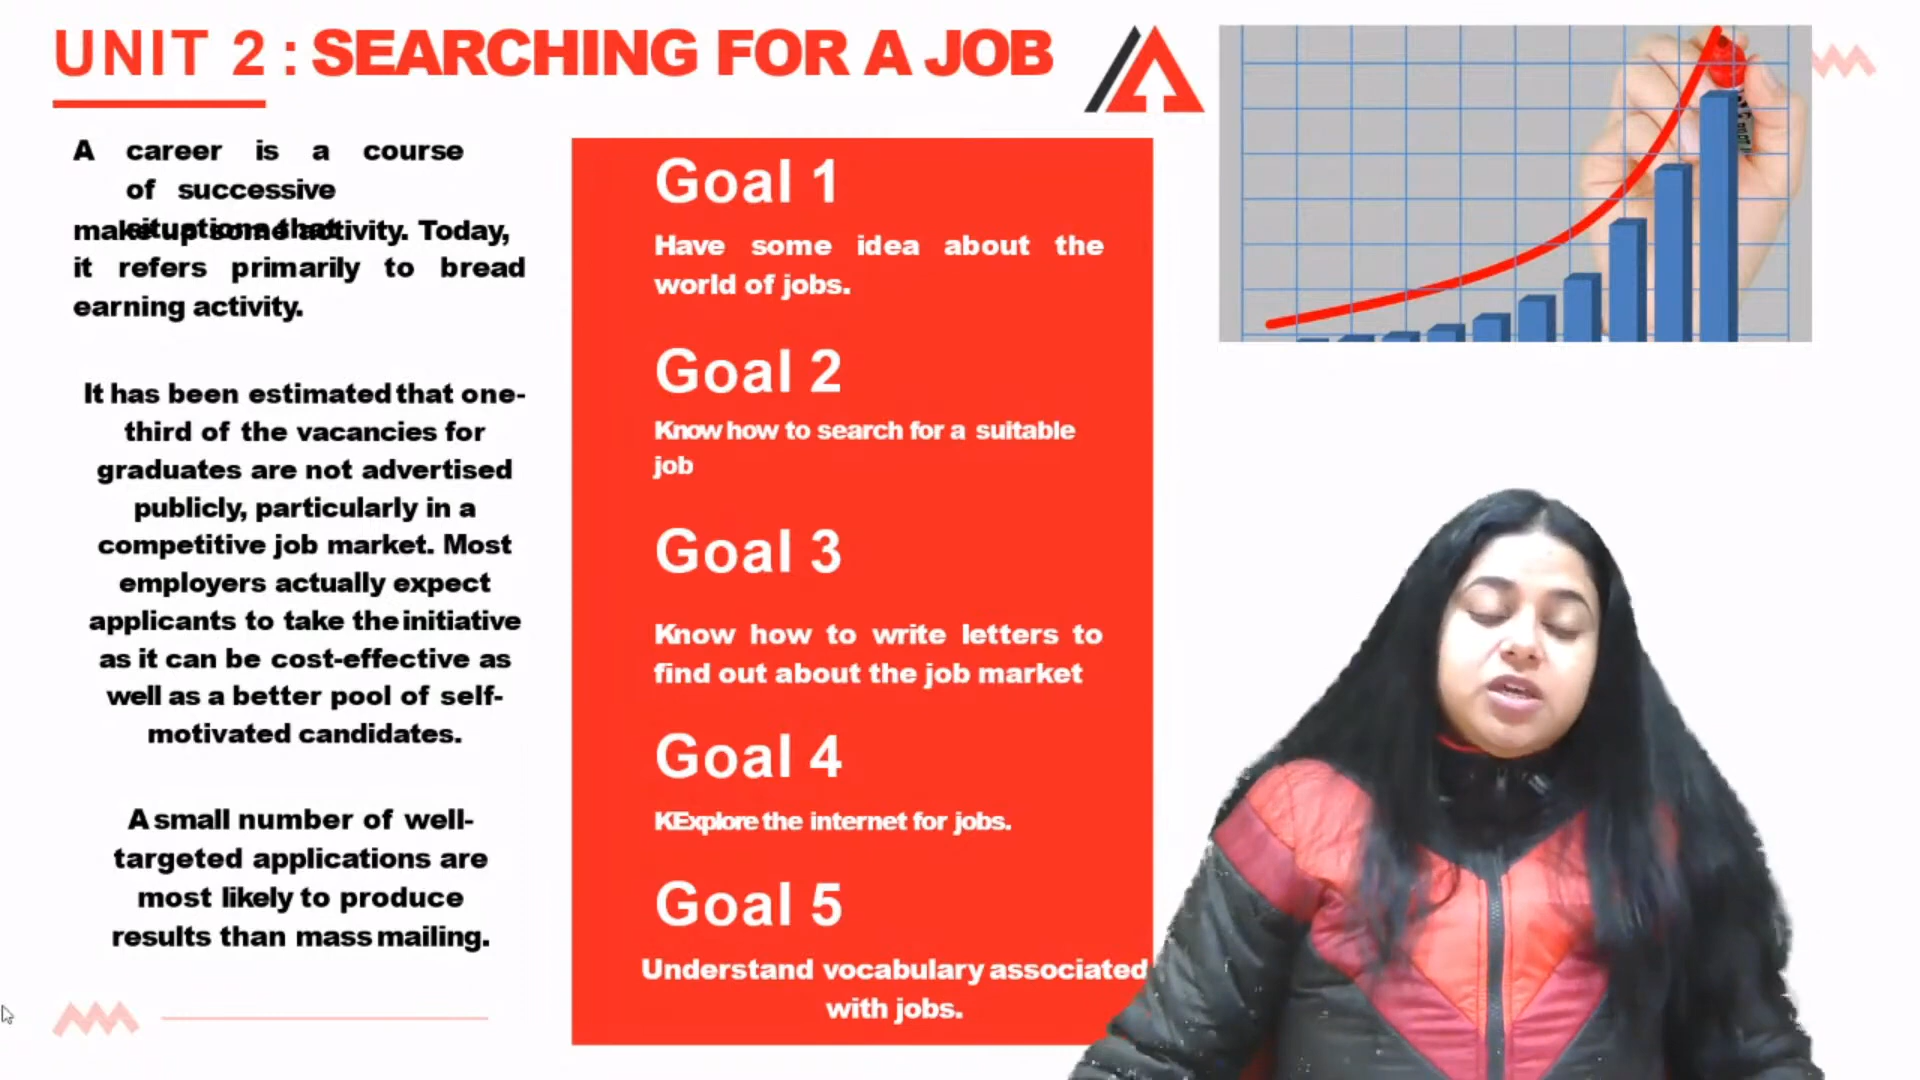 UNIT 2 : SEARCHING FOR A JOB
A career is a course
of successive
situations that
make up some activity. Today,
it refers primarily to bread
earning activity.
It has been estimated that one-
third of the vacancies for
graduates are not advertised
publicly, particularly in a
competitive job market. Most
employers actually expect
applicants to take the initiative
as it can be cost-effective as
well as a better pool of self-
motivated candidates.
A small number of well-
targeted applications are
most likely to produce
results than mass mailing.
Goal 1
Have some idea about the
world of jobs.
Goal 2
Know how to search for a suitable
job
Goal 3
Know how to write letters to
find out about the job market
Goal 4
KExplore the internet for jobs.
Goal 5
Understand vocabulary associated
with jobs.